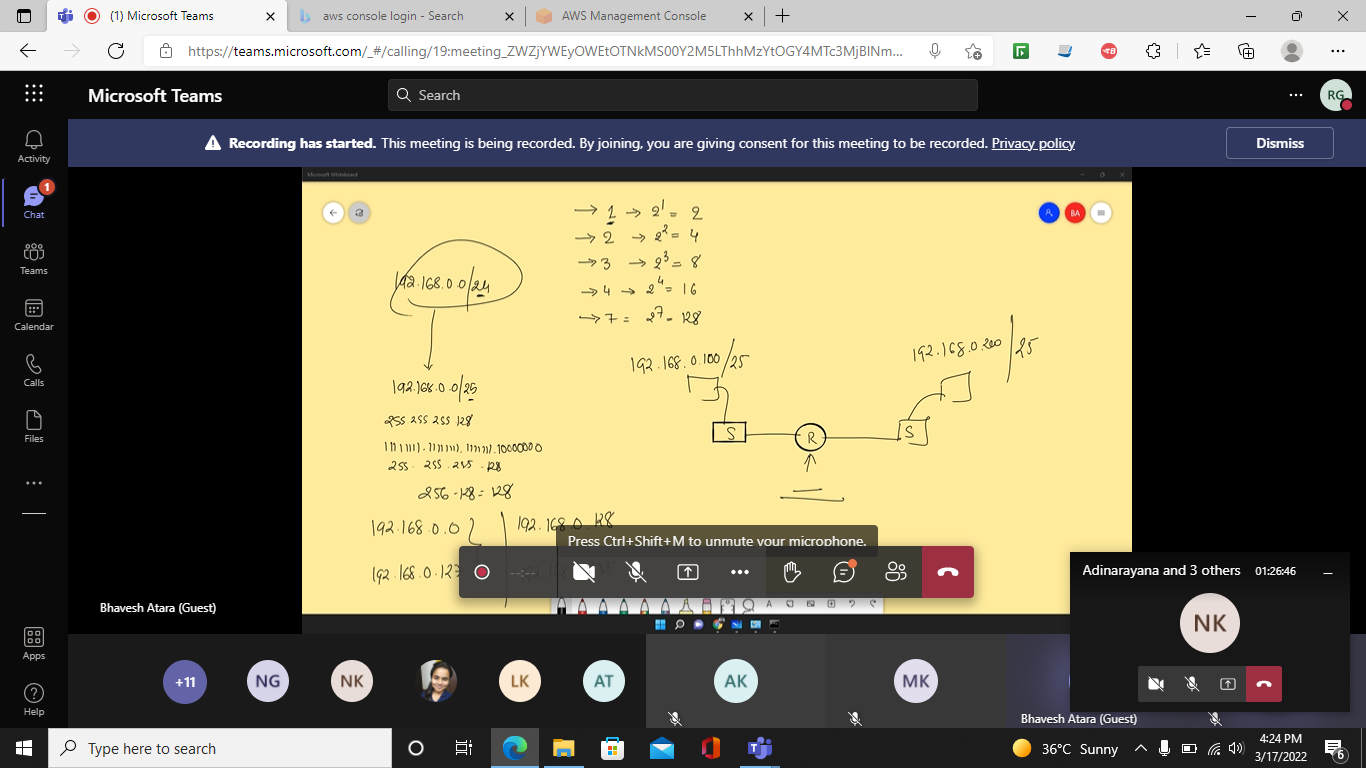 (1) Microsoft Teams
aws console login - Search
AWS Management Console
https://teams.microsoft.com/_#/calling/19:meeting_ZWZjYWEyOWEtOTNkMS00Y2M5LThhMzYtOGY4MTc3MjBlNm...
Microsoft Teams
Search
RG
Recording has started. This meeting is being recorded. By joining, you are giving consent for this meeting to be recorded. Privacy policy
Dismiss
Activity
1
Chat
Teams
Calendar
Calls
Files
Apps
Help
Microsoft Whiteboard
BA
→ 1 → 2^1 = 2
→ 2 → 2^2 = 4
→ 3 → 2^3 = 8
→ 4 → 2^4 = 16
→ 7 = 2^7 = 128
192.168.0.0/24
192.168.0.0/25
255 255 255 128
11111111.11111111.11111111.10000000
255 . 255 . 255 . 128
256 - 128 = 128
192.168.0.0
192.168.0.128
192.168.0.100/25
192.168.0.200/25
S
R
S
Press Ctrl+Shift+M to unmute your microphone.
Bhavesh Atara (Guest)
Adinarayana and 3 others
01:26:46
NK
+11
NG
NK
LK
AT
AK
MK
Bhavesh Atara (Guest)
Type here to search
36°C Sunny
4:24 PM
3/17/2022
6